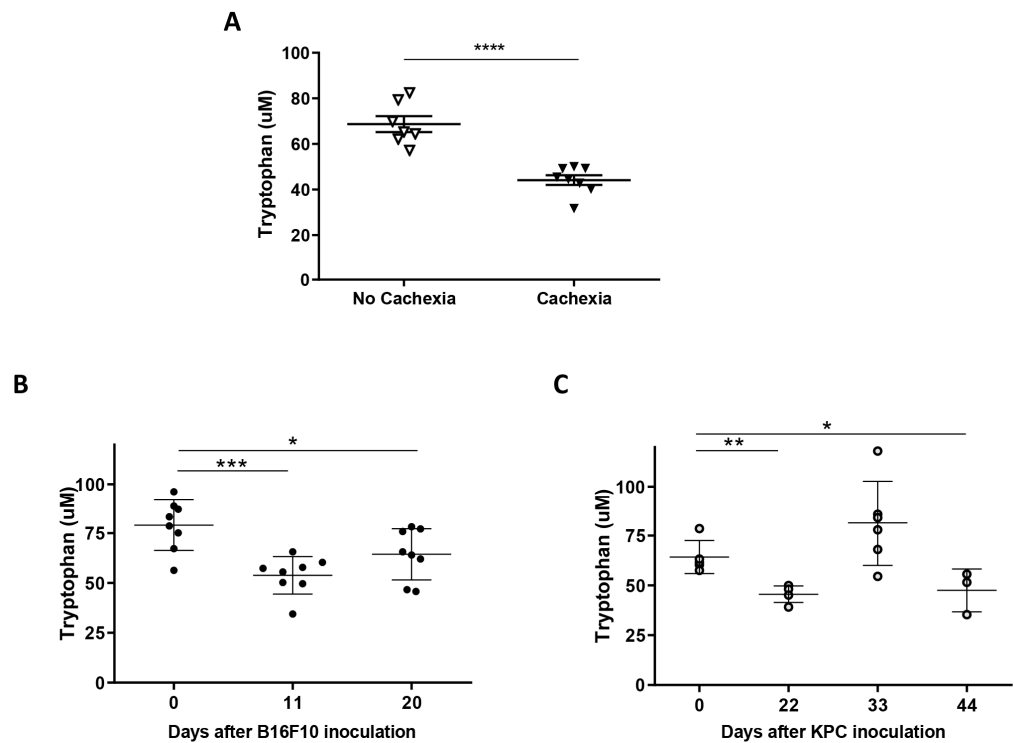 A
****
Tryptophan (uM)
100
80
60
40
20
0
No Cachexia Cachexia
B
*
***
Tryptophan (uM)
100
75
50
25
0
0 11 20
Days after B16F10 inoculation
C
*
**
Tryptophan (uM)
100
75
50
25
0
0 22 33 44
Days after KPC inoculation